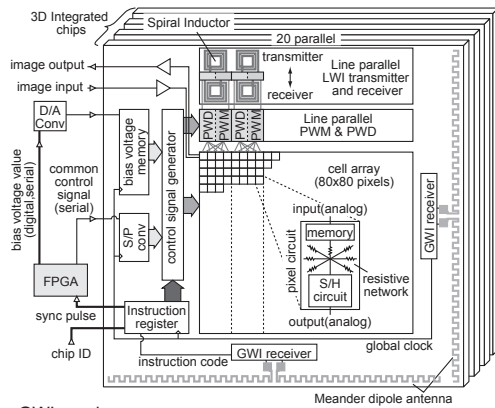 3D Integrated
chips
20 parallel
Spiral Inductor
image output
image input
transmitter
receiver
Line parallel
LWI transmitter
and receiver
D/A
Conv
PWD
PWM
PWD
PWM
Line parallel
PWM & PWD
bias voltage value
(digital,serial)
common
control
signal
(serial)
bias voltage
memory
control signal generator
S/P
conv
cell array
(80x80 pixels)
input(analog)
pixel circuit
memory
resistive
network
S/H
circuit
output(analog)
GWI receiver
FPGA
sync pulse
Instruction
register
chip ID
instruction code
GWI receiver
global clock
Meander dipole antenna